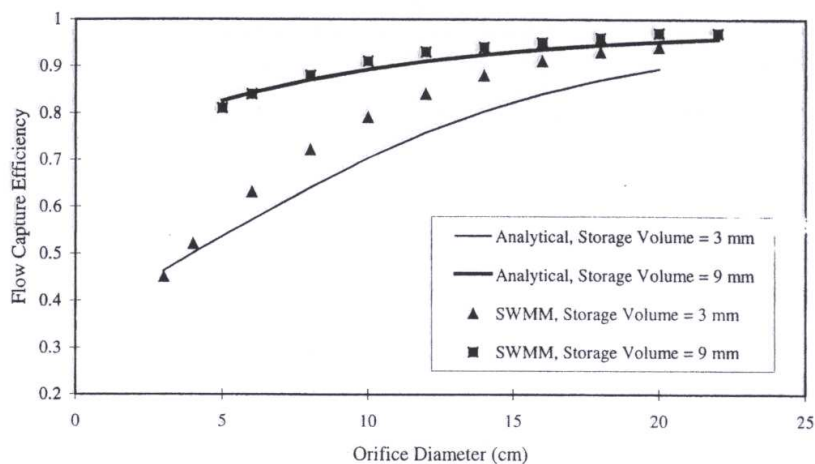 1
0.9
0.8
0.7
0.6
0.5
0.4
0.3
0.2
Flow Capture Efficiency
0
5
10
15
20
25
Orifice Diameter (cm)
Analytical, Storage Volume = 3 mm
Analytical, Storage Volume = 9 mm
SWMM, Storage Volume = 3 mm
SWMM, Storage Volume = 9 mm